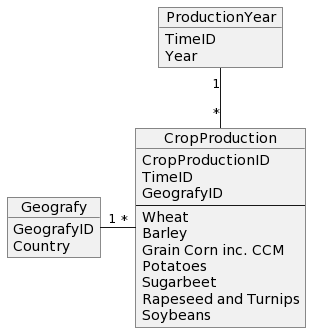 ProductionYear
TimeID
Year
1
*
CropProduction
CropProductionID
TimeID
GeografyID
Wheat
Barley
Grain Corn inc. CCM
Potatoes
Sugarbeet
Rapeseed and Turnips
Soybeans
Geografy
GeografyID
Country
1 *